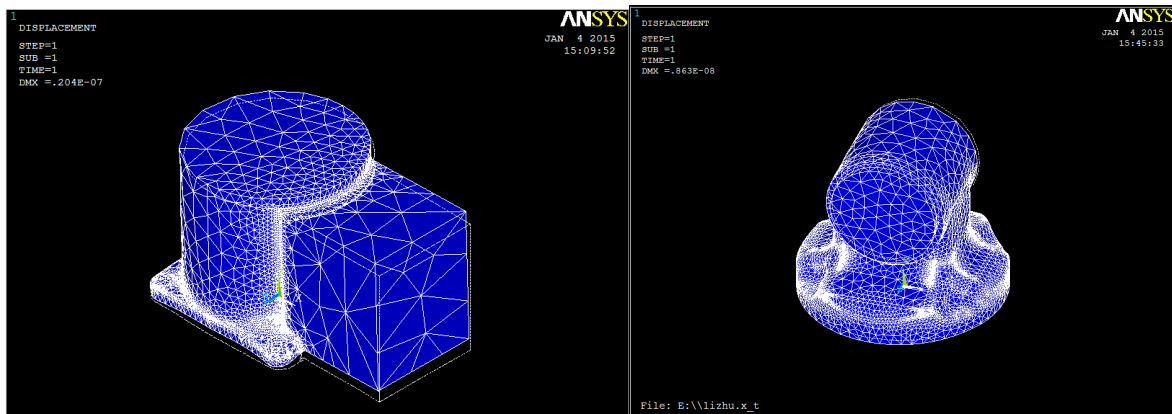 1
ANSYS
DISPLACEMENT
JAN 4 2015
15:09:52
STEP=1
SUB =1
TIME=1
DMX =.204E-07
1
ANSYS
DISPLACEMENT
JAN 4 2015
15:45:33
STEP=1
SUB =1
TIME=1
DMX =.863E-08
File: E:\\lizhu.x_t